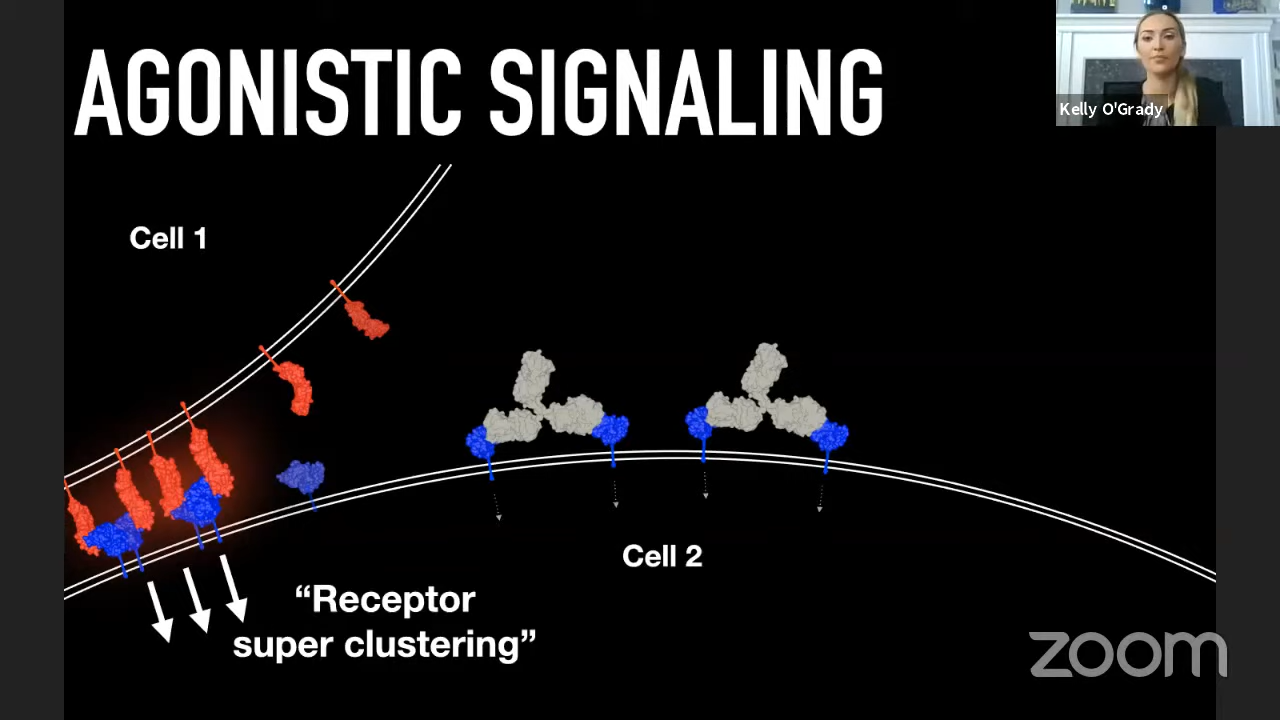 AGONISTIC SIGNALING
Kelly O'Grady
Cell 1
Cell 2
“Receptor
super clustering”
zoom